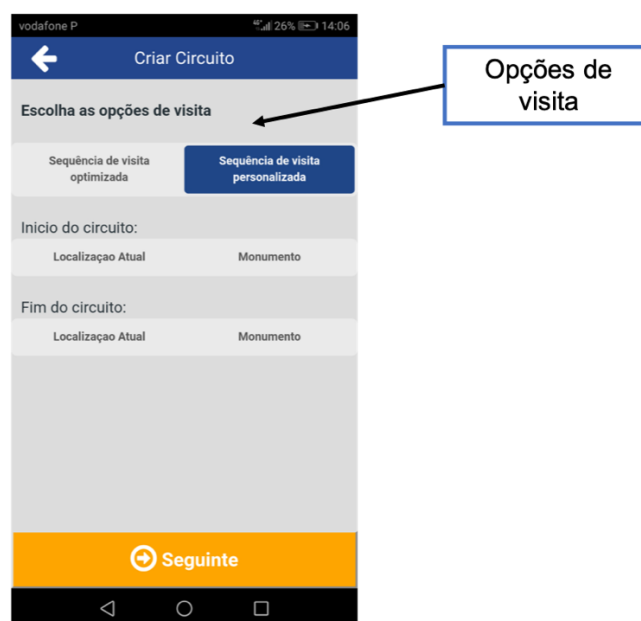 vodafone P 26% 14:06
Criar Circuito
Opções de
visita
Escolha as opções de visita
Sequência de visita
optimizada
Sequência de visita
personalizada
Inicio do circuito:
Localizaçao Atual Monumento
Fim do circuito:
Localizaçao Atual Monumento
Seguinte